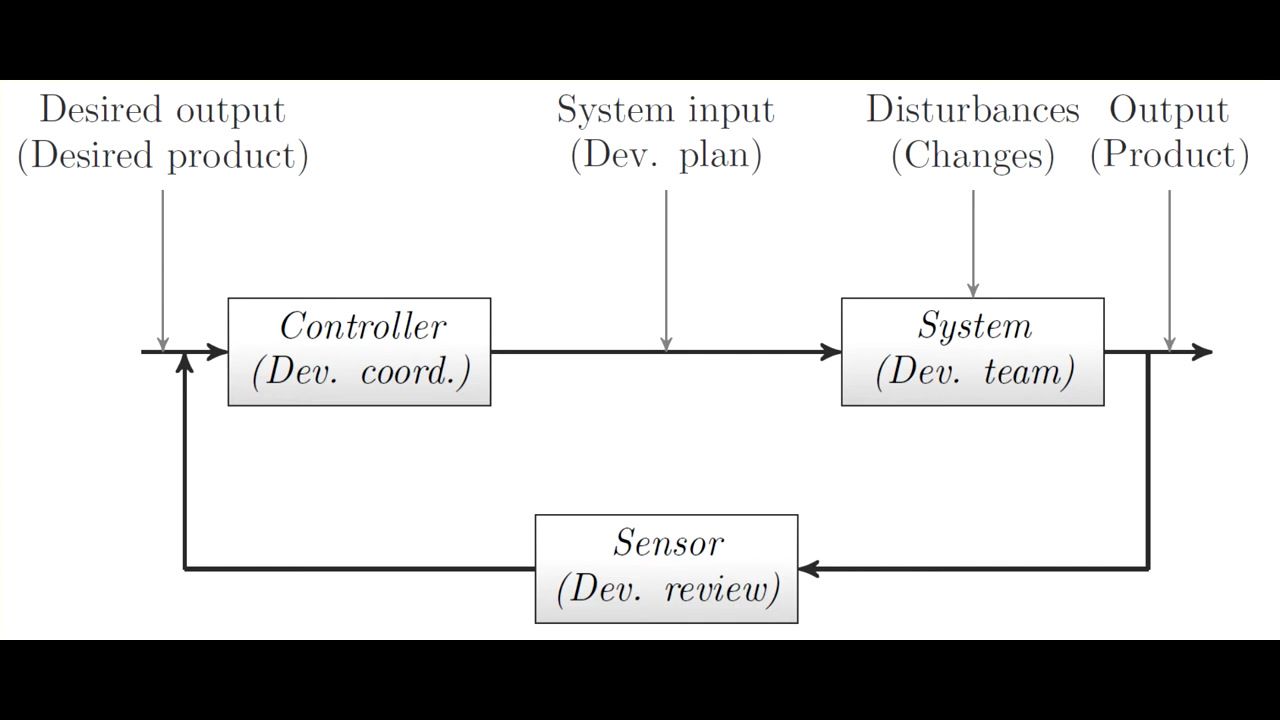 Desired output
(Desired product)
System input
(Dev. plan)
Disturbances
(Changes)
Output
(Product)
Controller
(Dev. coord.)
System
(Dev. team)
Sensor
(Dev. review)